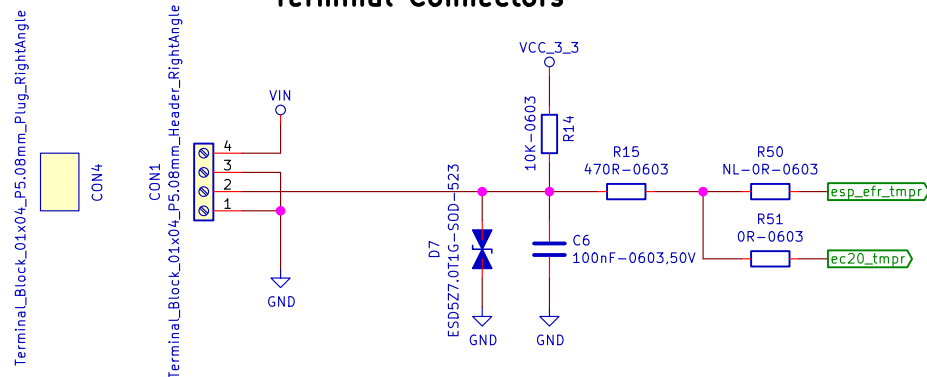 Terminal Connectors
Terminal_Block_01x04_P5.08mm_Plug_RightAngle
CON4
Terminal_Block_01x04_P5.08mm_Header_RightAngle
CON1
VIN
4
3
2
1
GND
VCC_3_3
10K-0603
R14
D7
ESD5Z7.0T1G-SOD-523
GND
C6
100nF-0603,50V
GND
R15
470R-0603
R50
NL-0R-0603
esp_efr_tmpr
R51
0R-0603
ec20_tmpr